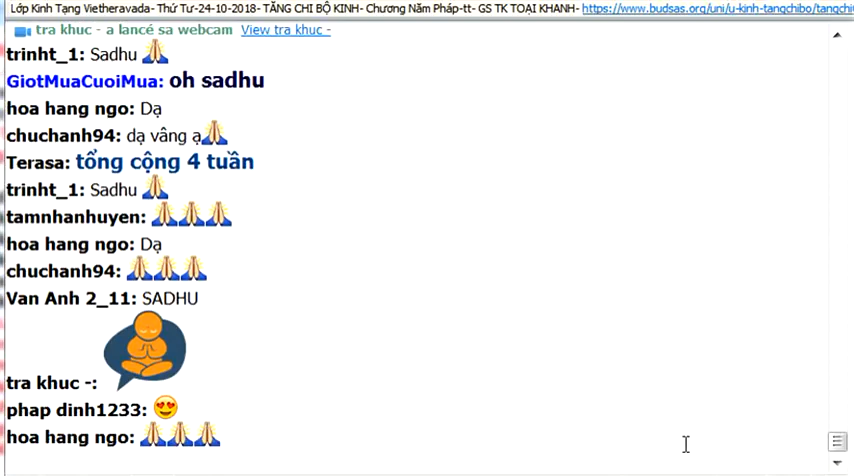 Lớp Kinh Tạng Vietheravada- Thứ Tư-24-10-2018- TĂNG CHI BỘ KINH- Chương Năm Pháp-tt- GS TK TOẠI KHANH- https://www.budsas.org/uni/u-kinh-tangchibo/tangchi
tra khuc - a lancé sa webcam View tra khuc -
trinht_1: Sadhu
GiotMuaCuoiMua: oh sadhu
hoa hang ngo: Dạ
chuchanh94: dạ vâng ạ
Terasa: tổng cộng 4 tuần
trinht_1: Sadhu
tamnhanhuyen:
hoa hang ngo: Dạ
chuchanh94:
Van Anh 2_11: SADHU
tra khuc -:
phap dinh1233:
hoa hang ngo: